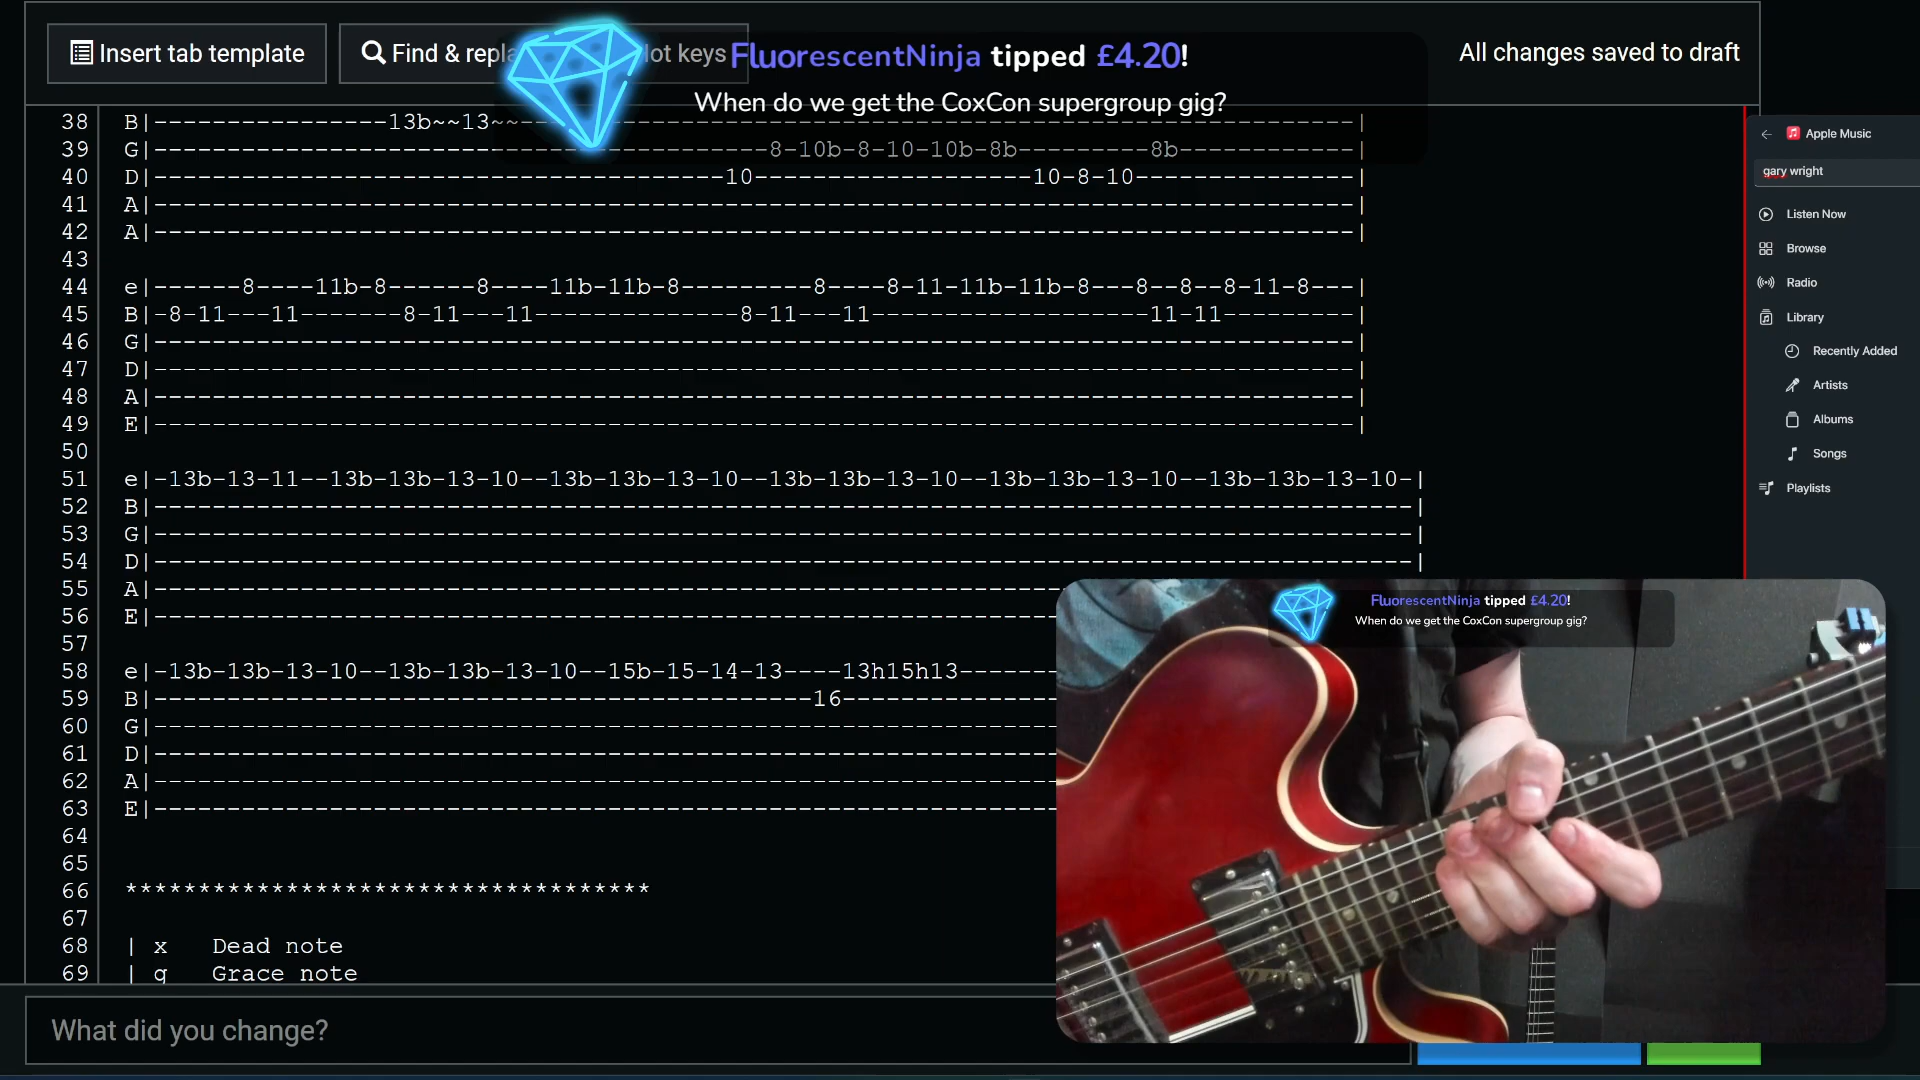 Insert tab template
Find & repla
ot keys
FluorescentNinja tipped £4.20!
When do we get the CoxCon supergroup gig?
All changes saved to draft
38 B|----------------13b~~13~~---------------------------------------------------------|
39 G|------------------------------------------8-10b-8-10-10b-8b---------8b------------|
40 D|---------------------------------------10-------------------10-8-10---------------|
41 A|----------------------------------------------------------------------------------|
42 A|----------------------------------------------------------------------------------|
43
44 e|------8----11b-8------8----11b-11b-8---------8----8-11-11b-11b-8---8--8--8-11-8---|
45 B|-8-11---11-------8-11---11--------------8-11---11-------------------11-11---------|
46 G|----------------------------------------------------------------------------------|
47 D|----------------------------------------------------------------------------------|
48 A|----------------------------------------------------------------------------------|
49 E|----------------------------------------------------------------------------------|
50
51 e|-13b-13-11--13b-13b-13-10--13b-13b-13-10--13b-13b-13-10--13b-13b-13-10--13b-13b-13-10-|
52 B|--------------------------------------------------------------------------------------|
53 G|--------------------------------------------------------------------------------------|
54 D|--------------------------------------------------------------------------------------|
55 A|--------------------------------------------------------------
56 E|--------------------------------------------------------------
57
58 e|-13b-13b-13-10--13b-13b-13-10--15b-15-14-13----13h15h13-------
59 B|---------------------------------------------16---------------
60 G|--------------------------------------------------------------
61 D|--------------------------------------------------------------
62 A|--------------------------------------------------------------
63 E|--------------------------------------------------------------
64
65
66 ************************************
67
68 | x Dead note
69 | g Grace note
What did you change?
Apple Music
gary wright
Listen Now
Browse
Radio
Library
Recently Added
Artists
Albums
Songs
Playlists
FluorescentNinja tipped £4.20!
When do we get the CoxCon supergroup gig?